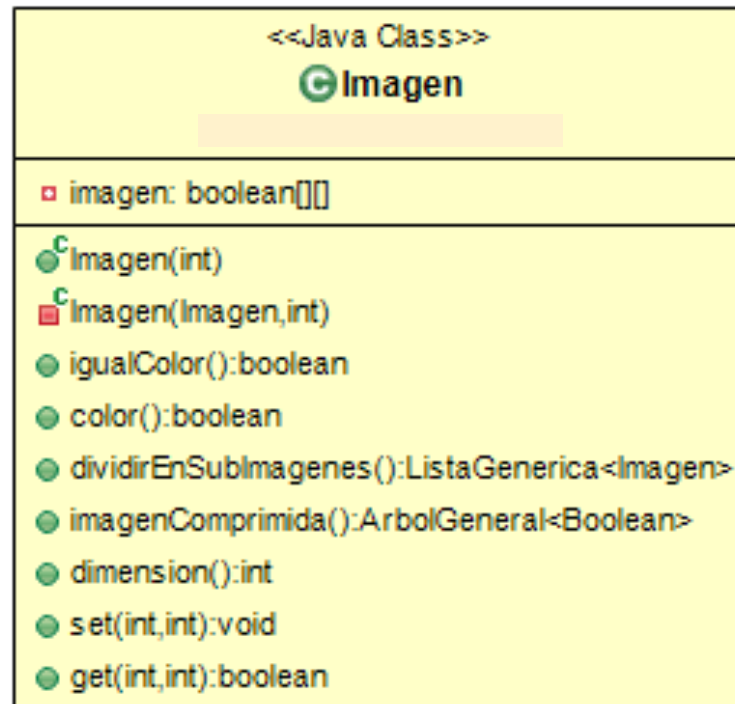 <<Java Class>>
C Imagen
imagen: boolean[][]
C Imagen(int)
C Imagen(Imagen,int)
igualColor():boolean
color():boolean
dividirEnSubImagenes():ListaGenerica<Imagen>
imagenComprimida():ArbolGeneral<Boolean>
dimension():int
set(int,int):void
get(int,int):boolean